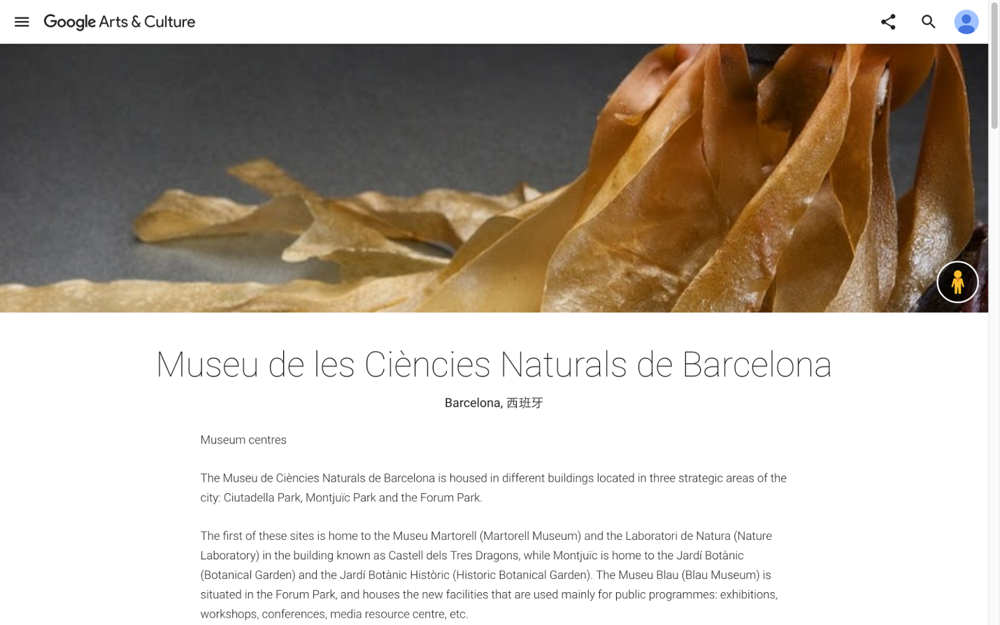 Google Arts & Culture
Museu de les Ciències Naturals de Barcelona
Barcelona, 西班牙
Museum centres
The Museu de Ciències Naturals de Barcelona is housed in different buildings located in three strategic areas of the
city: Ciutadella Park, Montjuïc Park and the Forum Park.
The first of these sites is home to the Museu Martorell (Martorell Museum) and the Laboratori de Natura (Nature
Laboratory) in the building known as Castell dels Tres Dragons, while Montjuïc is home to the Jardí Botànic
(Botanical Garden) and the Jardí Botànic Històric (Historic Botanical Garden). The Museu Blau (Blau Museum) is
situated in the Forum Park, and houses the new facilities that are used mainly for public programmes: exhibitions,
workshops, conferences, media resource centre, etc.